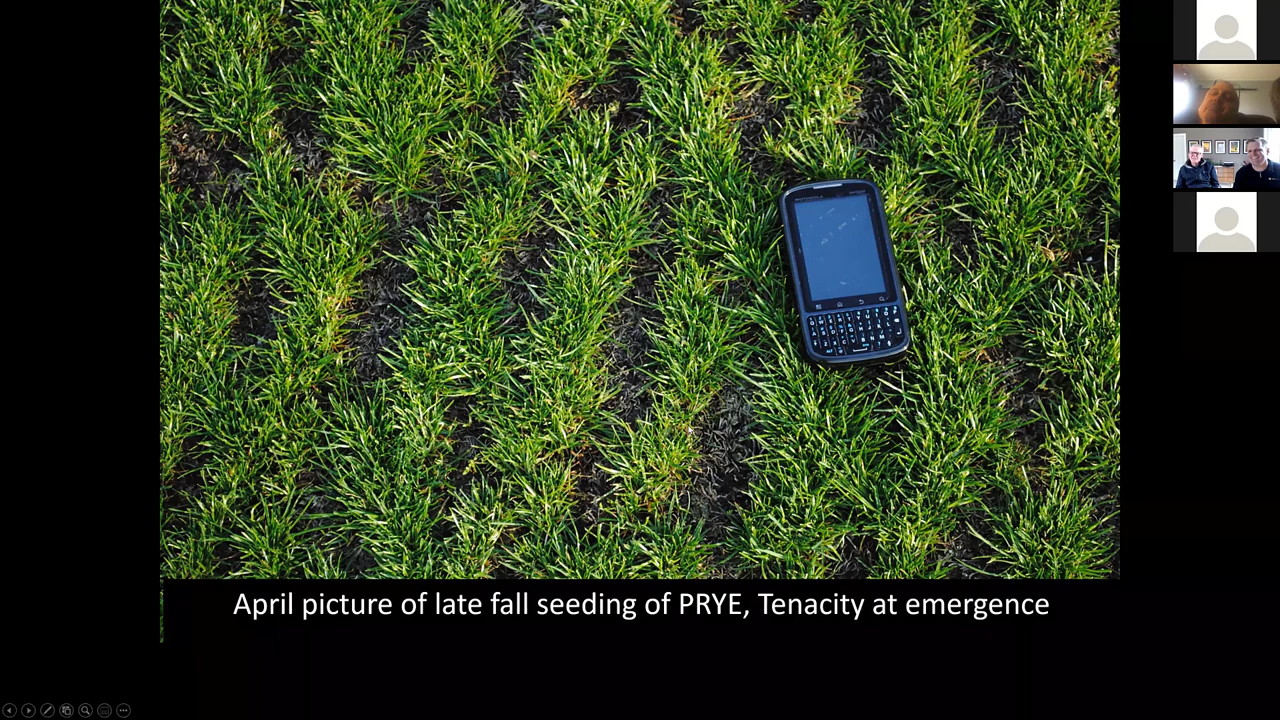 April picture of late fall seeding of PRYE, Tenacity at emergence